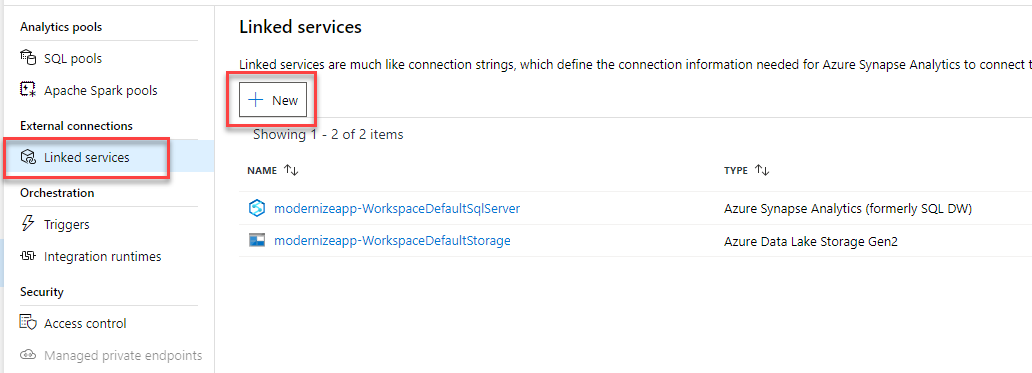 Analytics pools
SQL pools
Apache Spark pools
External connections
Linked services
Orchestration
Triggers
Integration runtimes
Security
Access control
Managed private endpoints
Linked services
Linked services are much like connection strings, which define the connection information needed for Azure Synapse Analytics to connect t
New
Showing 1 - 2 of 2 items
NAME TYPE
modernizeapp-WorkspaceDefaultSqlServer Azure Synapse Analytics (formerly SQL DW)
modernizeapp-WorkspaceDefaultStorage Azure Data Lake Storage Gen2